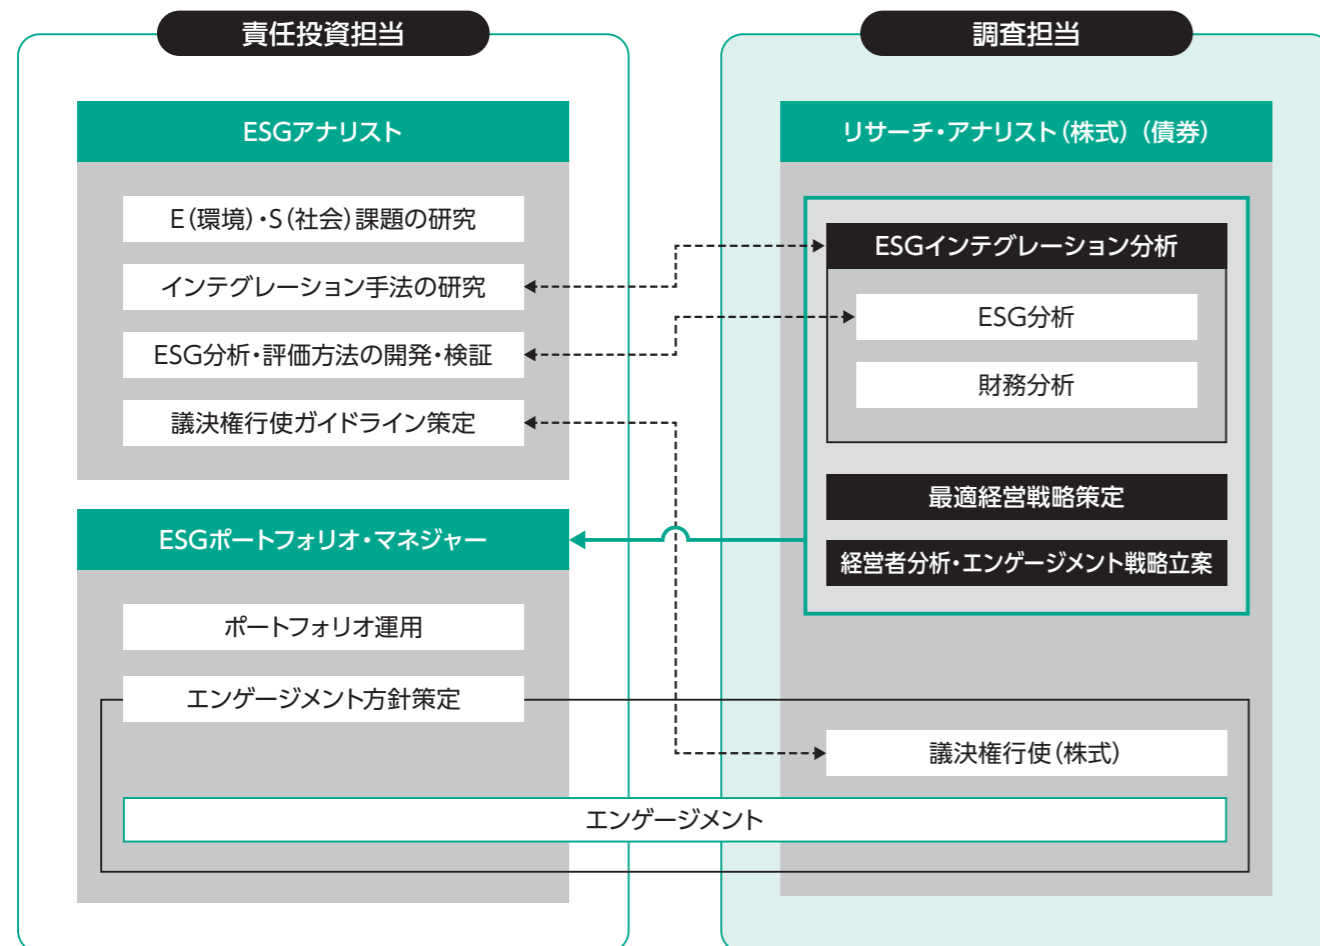 責任投資担当
ESGアナリスト
E(環境)・S(社会)課題の研究
インテグレーション手法の研究
ESG分析・評価方法の開発・検証
議決権行使ガイドライン策定
ESGポートフォリオ・マネジャー
ポートフォリオ運用
エンゲージメント方針策定
調査担当
リサーチ・アナリスト(株式)(債券)
ESGインテグレーション分析
ESG分析
財務分析
最適経営戦略策定
経営者分析・エンゲージメント戦略立案
議決権行使(株式)
エンゲージメント